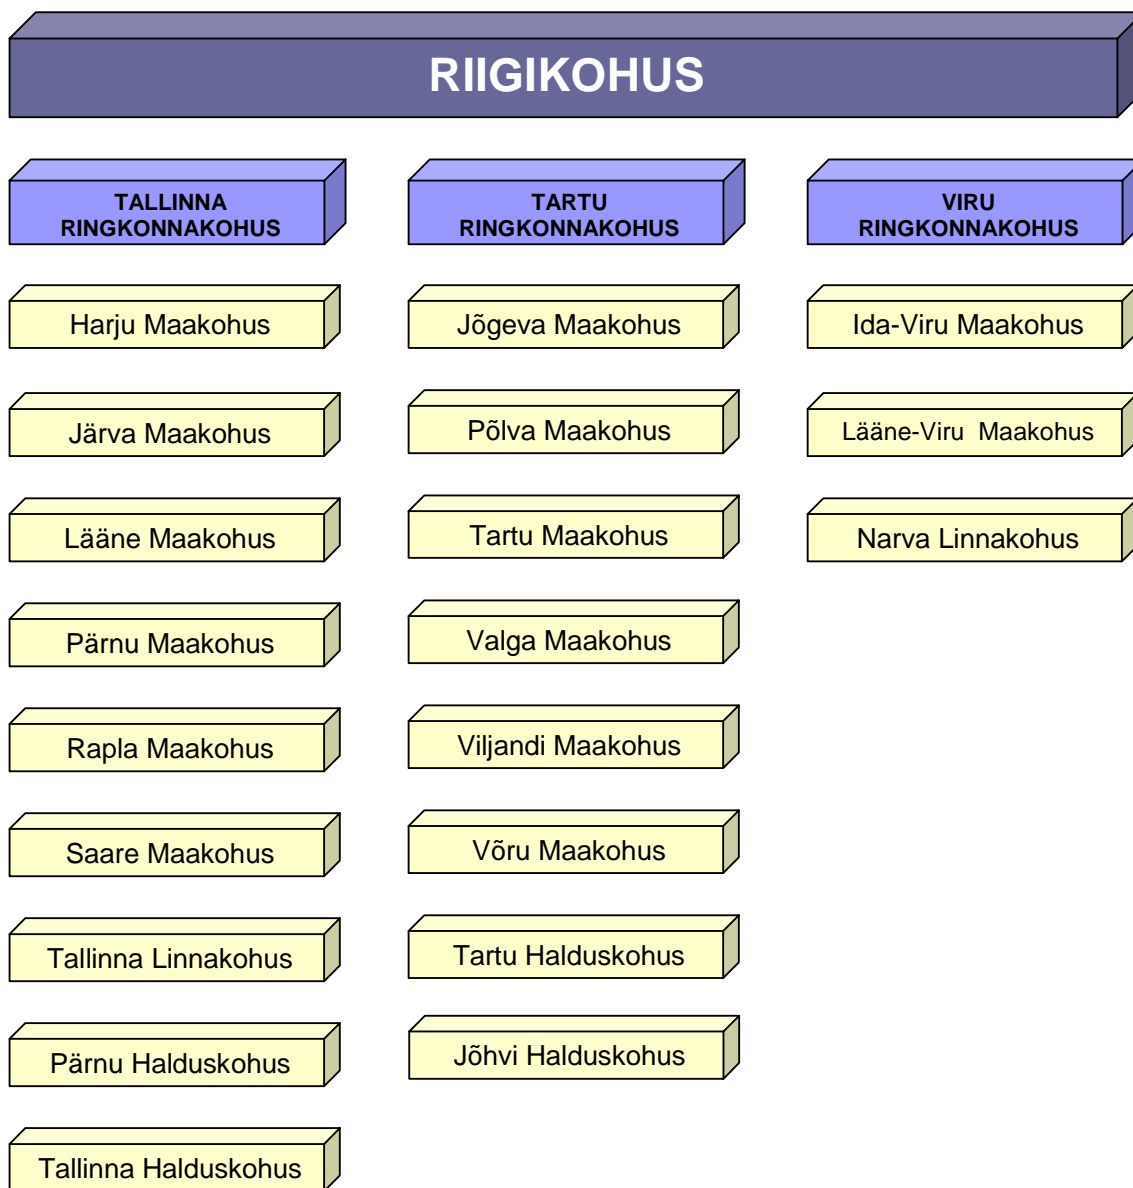 RIIGIKOHUS
TALLINNA
RINGKONNAKOHUS
Harju Maakohus
Järva Maakohus
Lääne Maakohus
Pärnu Maakohus
Rapla Maakohus
Saare Maakohus
Tallinna Linnakohus
Pärnu Halduskohus
Tallinna Halduskohus
TARTU
RINGKONNAKOHUS
Jõgeva Maakohus
Põlva Maakohus
Tartu Maakohus
Valga Maakohus
Viljandi Maakohus
Võru Maakohus
Tartu Halduskohus
Jõhvi Halduskohus
VIRU
RINGKONNAKOHUS
Ida-Viru Maakohus
Lääne-Viru Maakohus
Narva Linnakohus